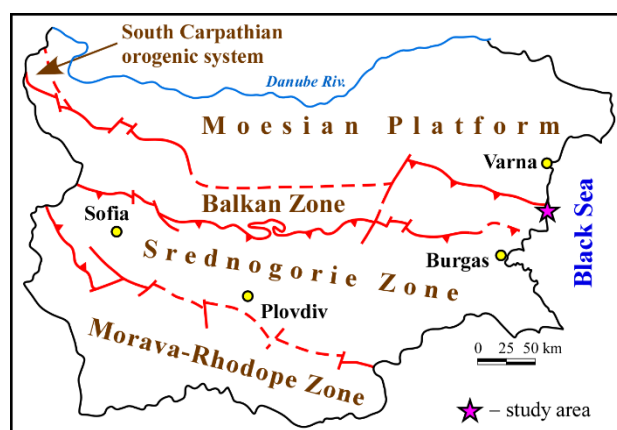 South Carpathian
orogenic system
Danube Riv.
Moesian Platform
Varna
Balkan Zone
Sofia
Black Sea
Srednogorie Zone
Burgas
Plovdiv
Morava-Rhodope Zone
0 25 50 km
– study area